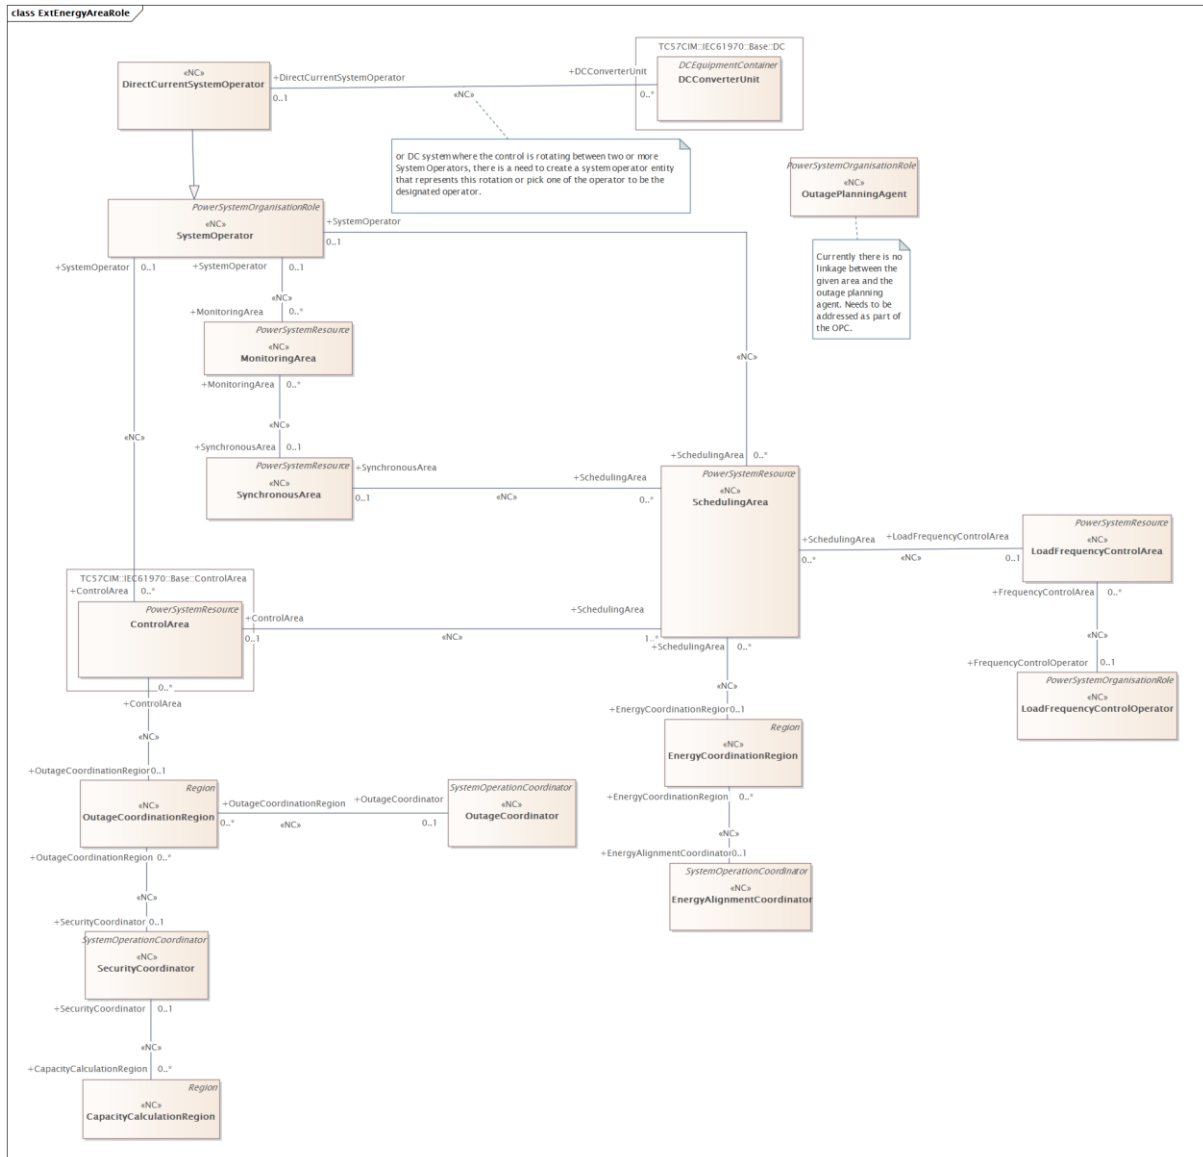 class ExtEnergyAreaRole
TC57CIM::IEC61970::Base::DC
«NC»
DirectCurrentSystemOperator
+DirectCurrentSystemOperator
0..1
«NC»
+DCConverterUnit
0..*
DCEquipmentContainer
DCConverterUnit
or DC system where the control is rotating between two or more
System Operators, there is a need to create a system operator entity
that represents this rotation or pick one of the operator to be the
designated operator.
PowerSystemOrganisationRole
«NC»
OutagePlanningAgent
Currently there is no
linkage between the
given area and the
outage planning
agent. Needs to be
addressed as part of
the OPC.
PowerSystemOrganisationRole
«NC»
SystemOperator
+SystemOperator
0..1
+SystemOperator
0..1
+SystemOperator
0..1
«NC»
+MonitoringArea
0..*
PowerSystemResource
«NC»
MonitoringArea
+MonitoringArea
0..*
«NC»
«NC»
«NC»
+SynchronousArea
0..1
PowerSystemResource
«NC»
SynchronousArea
+SynchronousArea
0..1
«NC»
+SchedulingArea
0..*
+SchedulingArea
0..*
PowerSystemResource
«NC»
SchedulingArea
+SchedulingArea
0..*
«NC»
+LoadFrequencyControlArea
0..1
PowerSystemResource
«NC»
LoadFrequencyControlArea
+FrequencyControlArea
0..*
«NC»
+FrequencyControlOperator
0..1
PowerSystemOrganisationRole
«NC»
LoadFrequencyControlOperator
TC57CIM::IEC61970::Base::ControlArea
+ControlArea
0..*
PowerSystemResource
ControlArea
+ControlArea
0..1
«NC»
+SchedulingArea
1..*
+SchedulingArea
0..*
«NC»
+EnergyCoordinationRegion
0..1
Region
«NC»
EnergyCoordinationRegion
+EnergyCoordinationRegion
0..*
«NC»
+EnergyAlignmentCoordinator
0..1
SystemOperationCoordinator
«NC»
EnergyAlignmentCoordinator
0..*
+ControlArea
«NC»
+OutageCoordinationRegion
0..1
Region
«NC»
OutageCoordinationRegion
+OutageCoordinationRegion
0..*
«NC»
+OutageCoordinator
0..1
SystemOperationCoordinator
«NC»
OutageCoordinator
+OutageCoordinationRegion
0..*
«NC»
+SecurityCoordinator
0..1
SystemOperationCoordinator
«NC»
SecurityCoordinator
+SecurityCoordinator
0..1
«NC»
+CapacityCalculationRegion
0..*
Region
«NC»
CapacityCalculationRegion